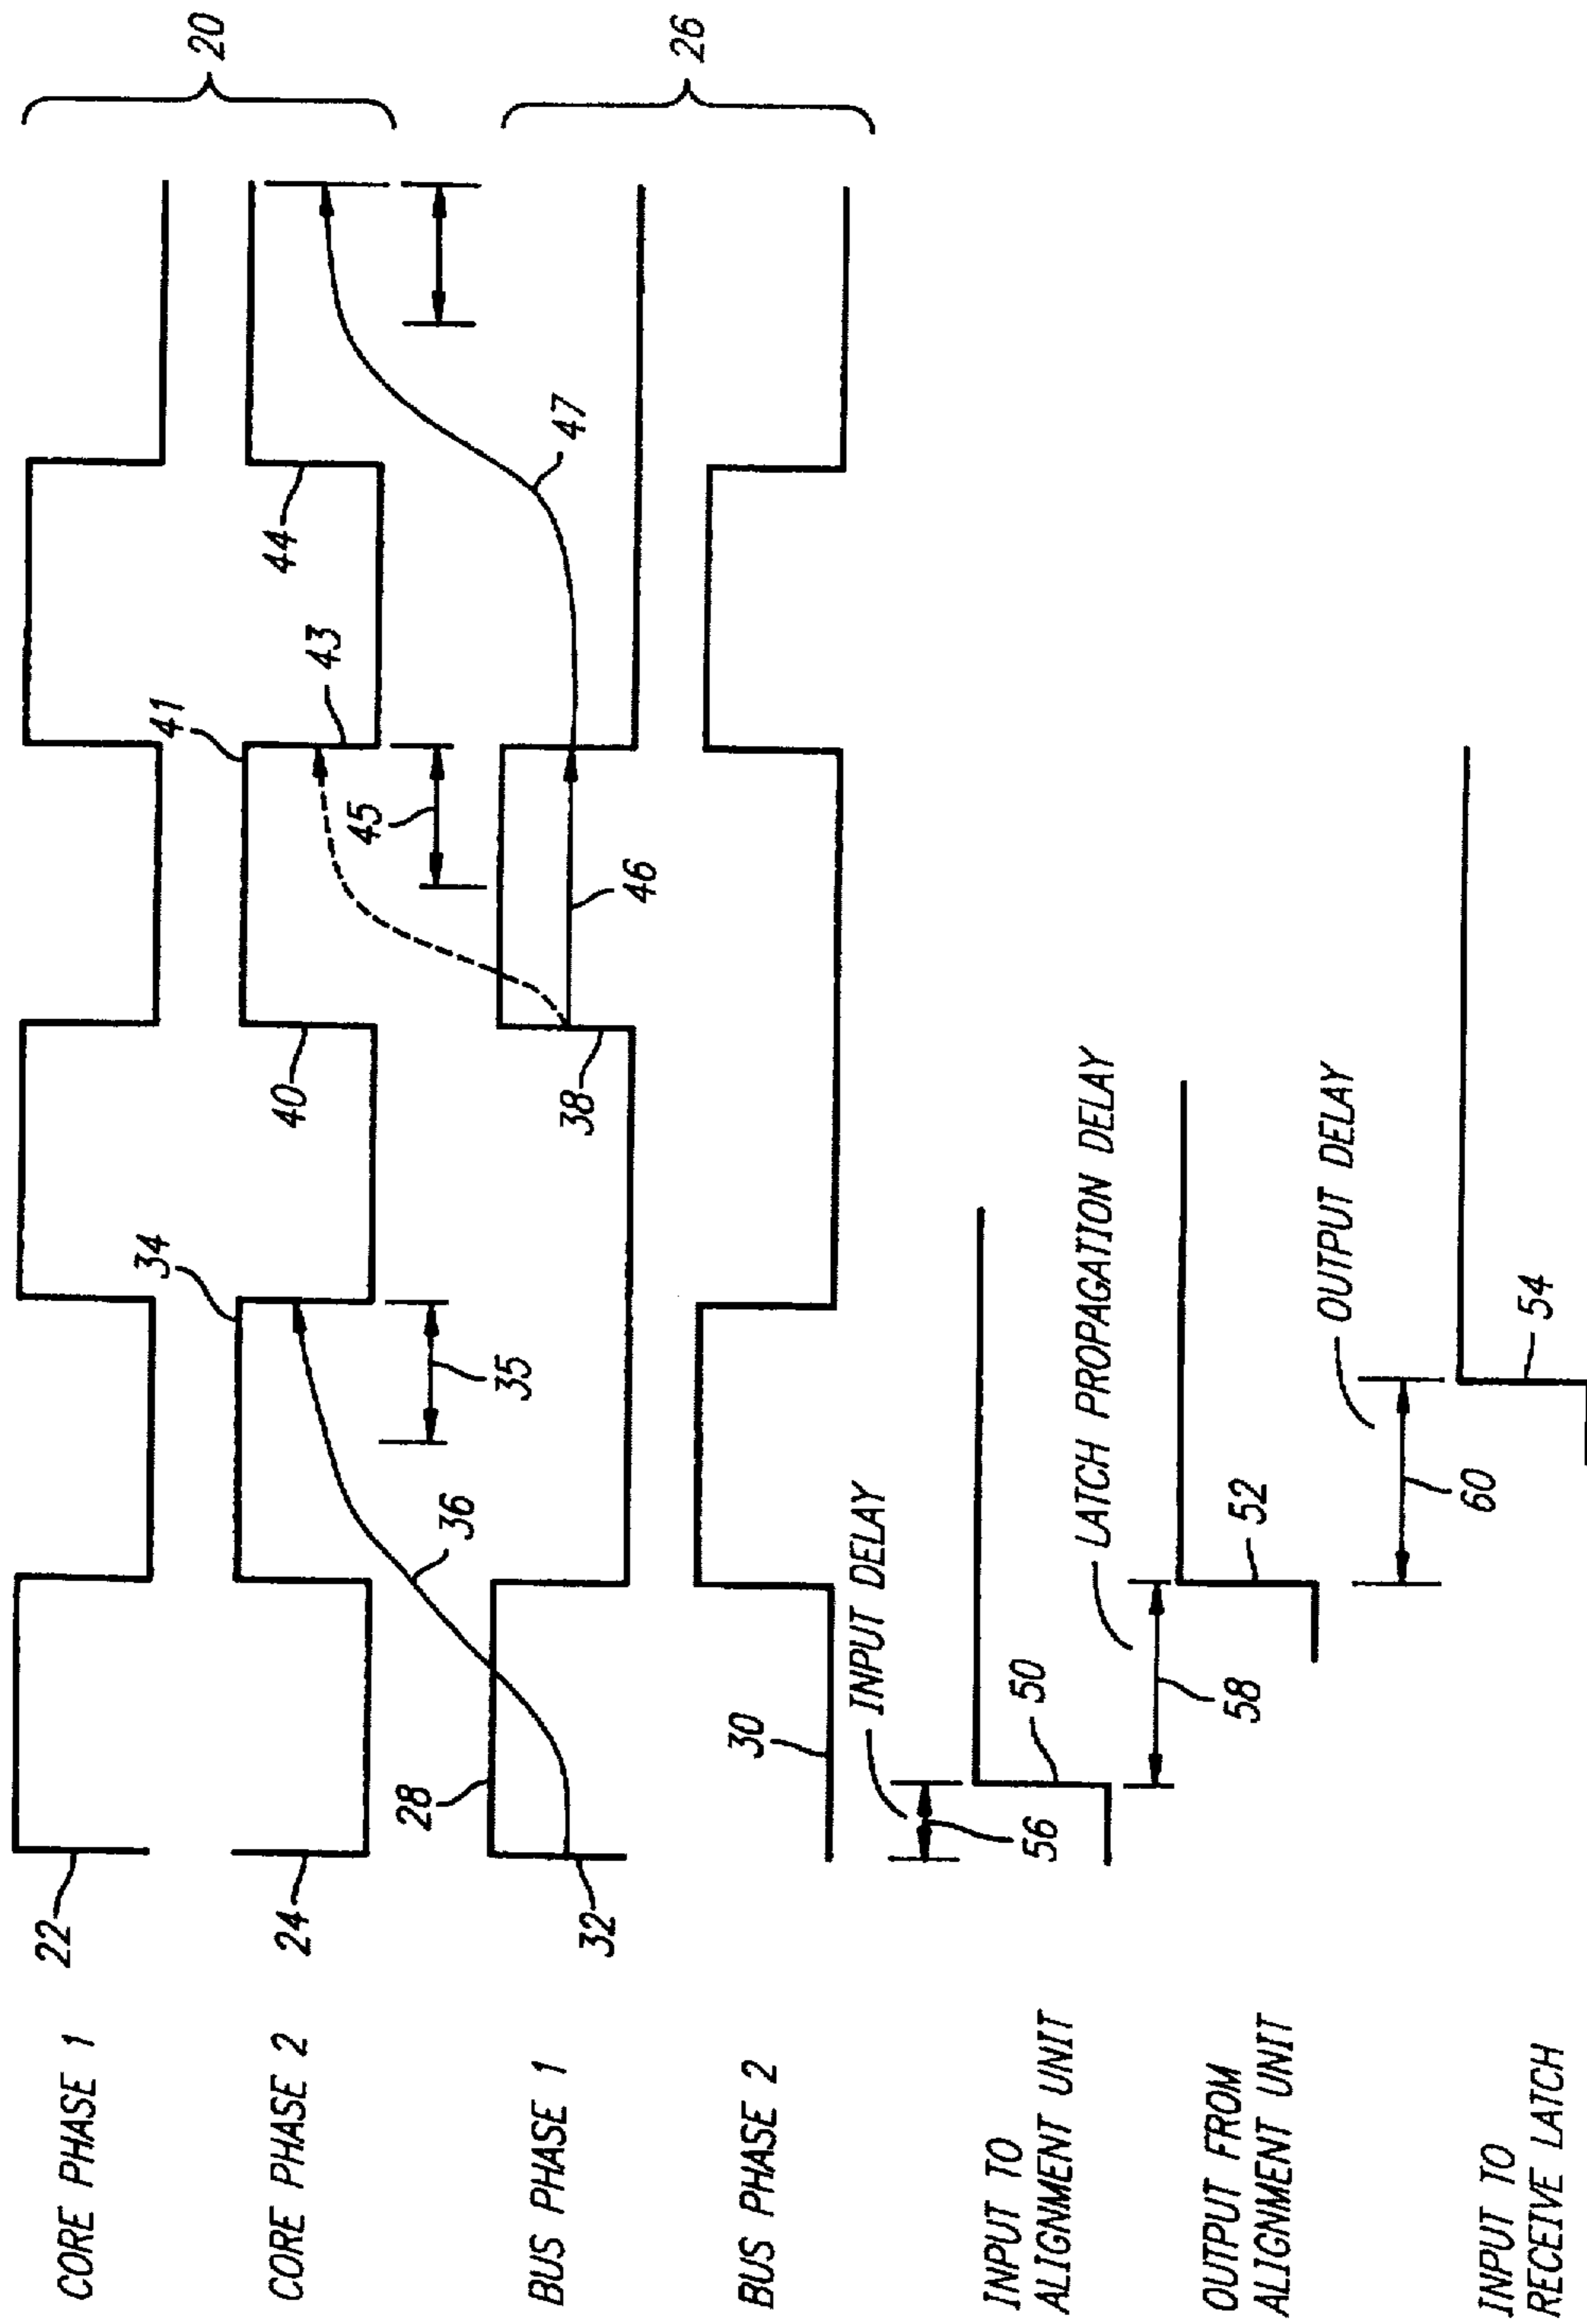 CORE PHASE 1
22
20
CORE PHASE 2
24
34
40
41
43
44
BUS PHASE 1
28
32
36
35
38
45
46
47
26
BUS PHASE 2
30
INPUT DELAY
56
INPUT TO
ALIGNMENT UNIT
50
LATCH PROPAGATION DELAY
58
OUTPUT FROM
ALIGNMENT UNIT
52
OUTPUT DELAY
60
INPUT TO
RECEIVE LATCH
54